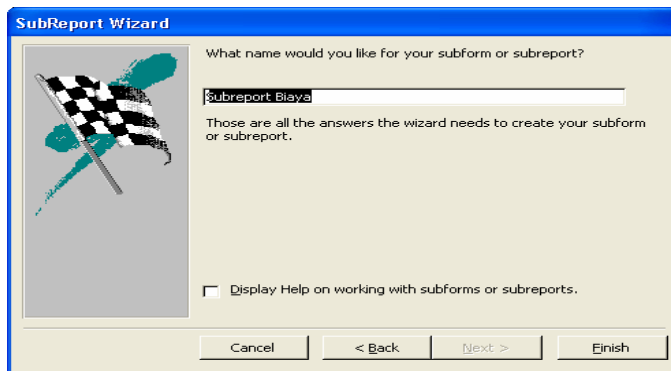 SubReport Wizard
What name would you like for your subform or subreport?
Subreport Biaya
Those are all the answers the wizard needs to create your subform
or subreport.
Display Help on working with subforms or subreports.
Cancel
< Back
Next >
Finish